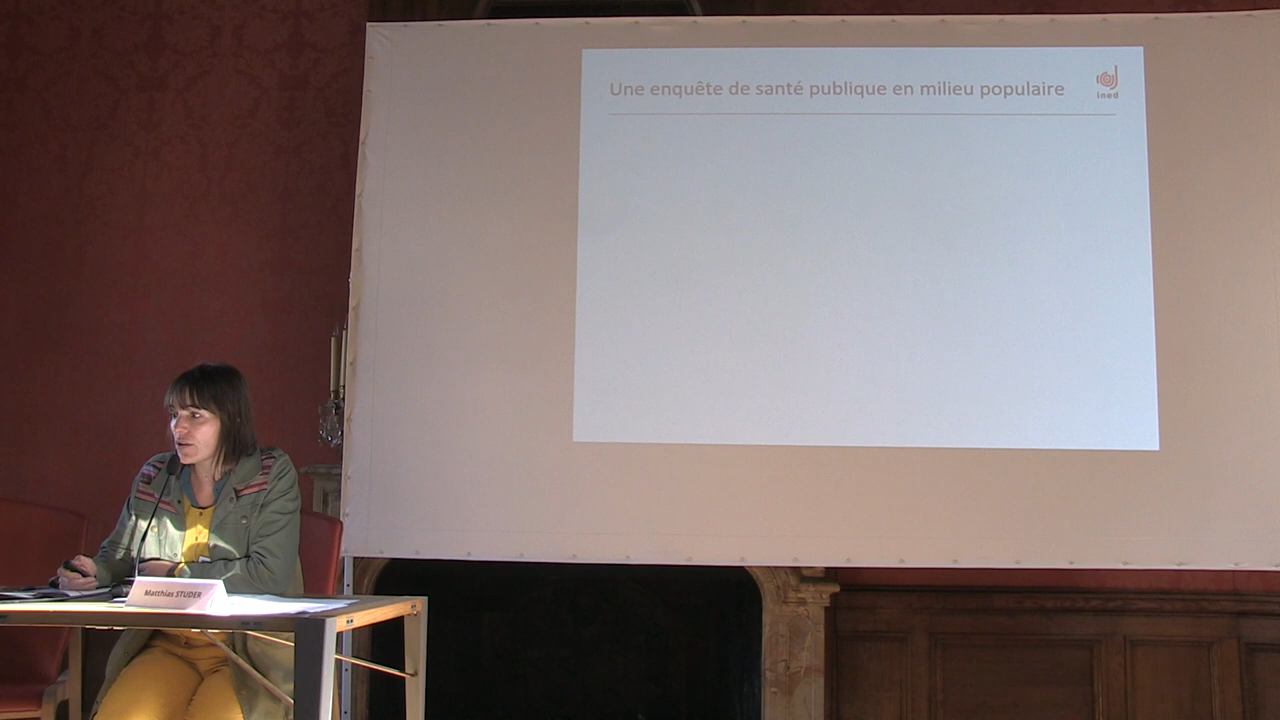 Une enquête de santé publique en milieu populaire
ined
Matthias STUDER